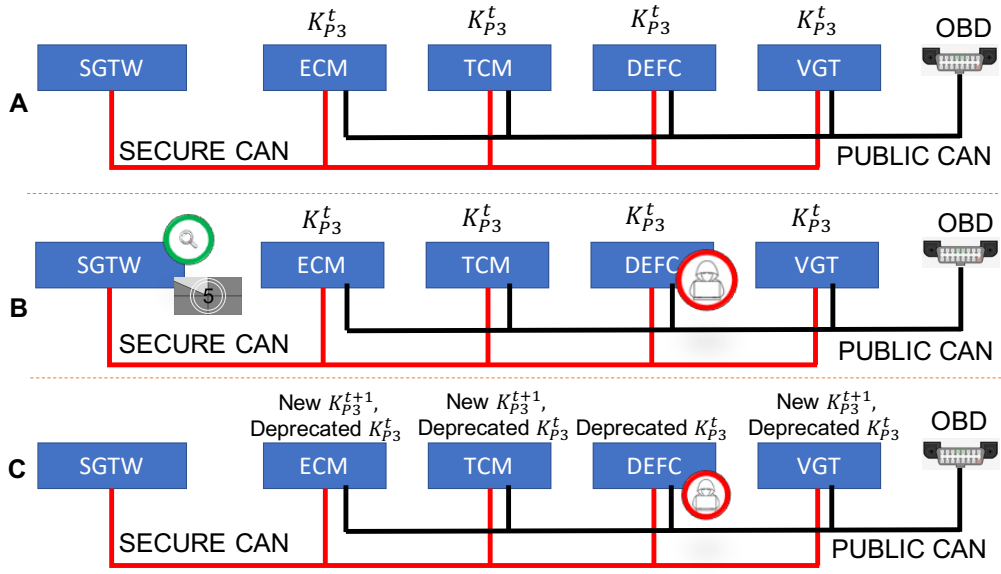 $K_{P3}^{t}$ $K_{P3}^{t}$ $K_{P3}^{t}$ $K_{P3}^{t}$ OBD
SGTW ECM TCM DEFC VGT
A
SECURE CAN PUBLIC CAN
$K_{P3}^{t}$ $K_{P3}^{t}$ $K_{P3}^{t}$ $K_{P3}^{t}$ OBD
SGTW ECM TCM DEFC VGT
5
B
SECURE CAN PUBLIC CAN
New $K_{P3}^{t+1}$, New $K_{P3}^{t+1}$, New $K_{P3}^{t+1}$,
Deprecated $K_{P3}^{t}$ Deprecated $K_{P3}^{t}$ Deprecated $K_{P3}^{t}$ Deprecated $K_{P3}^{t}$ OBD
C
SGTW ECM TCM DEFC VGT
SECURE CAN PUBLIC CAN